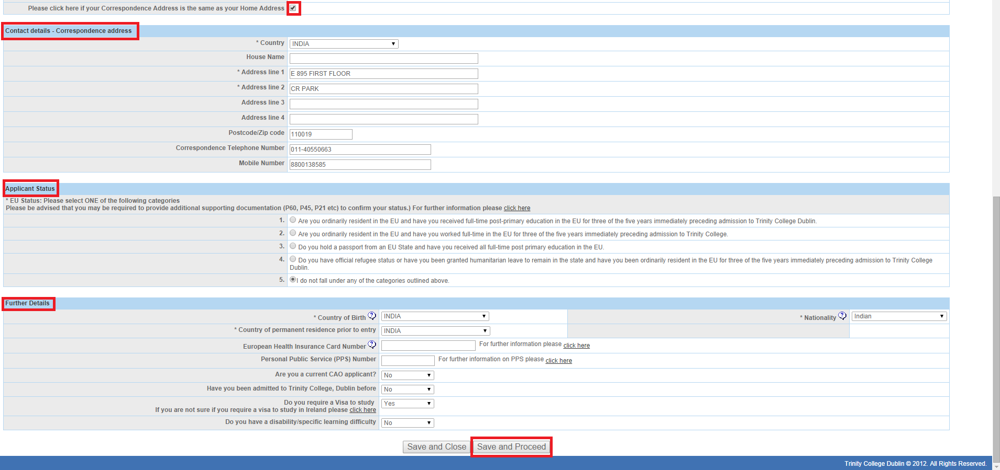 Please click here if your Correspondence Address is the same as your Home Address
Contact details - Correspondence address
* Country INDIA
House Name
* Address line 1 E 895 FIRST FLOOR
* Address line 2 CR PARK
Address line 3
Address line 4
Postcode/Zip code 110019
Correspondence Telephone Number 011-40550663
Mobile Number 8800138585
Applicant Status
* EU Status: Please select ONE of the following categories
Please be advised that you may be required to provide additional supporting documentation (P60, P45, P21 etc) to confirm your status.) For further information please click here
1. Are you ordinarily resident in the EU and have you received full-time post-primary education in the EU for three of the five years immediately preceding admission to Trinity College Dublin.
2. Are you ordinarily resident in the EU and have you worked full-time in the EU for three of the five years immediately preceding admission to Trinity College.
3. Do you hold a passport from an EU State and have you received all full-time post primary education in the EU.
4. Do you have official refugee status or have you been granted humanitarian leave to remain in the state and have you been ordinarily resident in the EU for three of the five years immediately preceding admission to Trinity College
Dublin.
5. I do not fall under any of the categories outlined above.
Further Details
* Country of Birth ? INDIA * Nationality ? Indian
* Country of permanent residence prior to entry INDIA
European Health Insurance Card Number ? For further information please click here
Personal Public Service (PPS) Number For further information on PPS please click here
Are you a current CAO applicant? No
Have you been admitted to Trinity College, Dublin before No
Do you require a Visa to study Yes
If you are not sure if you require a visa to study in Ireland please click here
Do you have a disability/specific learning difficulty No
Save and Close Save and Proceed
Trinity College Dublin © 2012. All Rights Reserved.